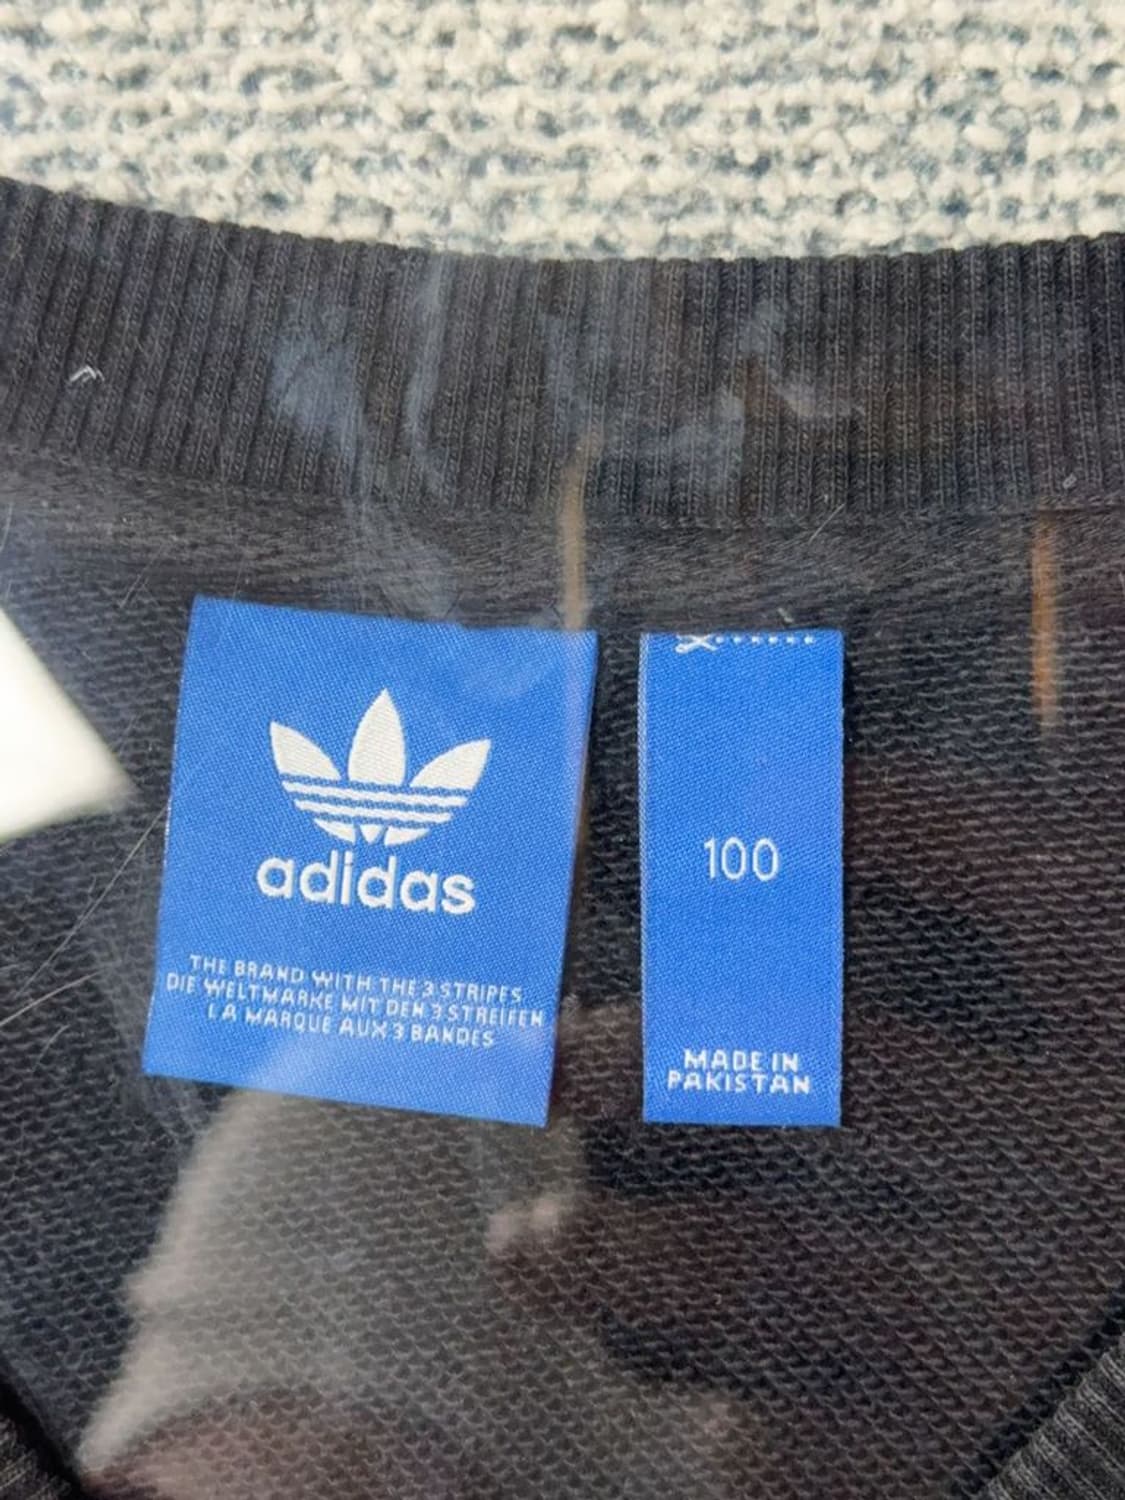 adidas
THE BRAND WITH THE 3 STRIPES
DIE WELTMARKE MIT DEN 3 STREIFEN
LA MARQUE AUX 3 BANDES
100
MADE IN
PAKISTAN